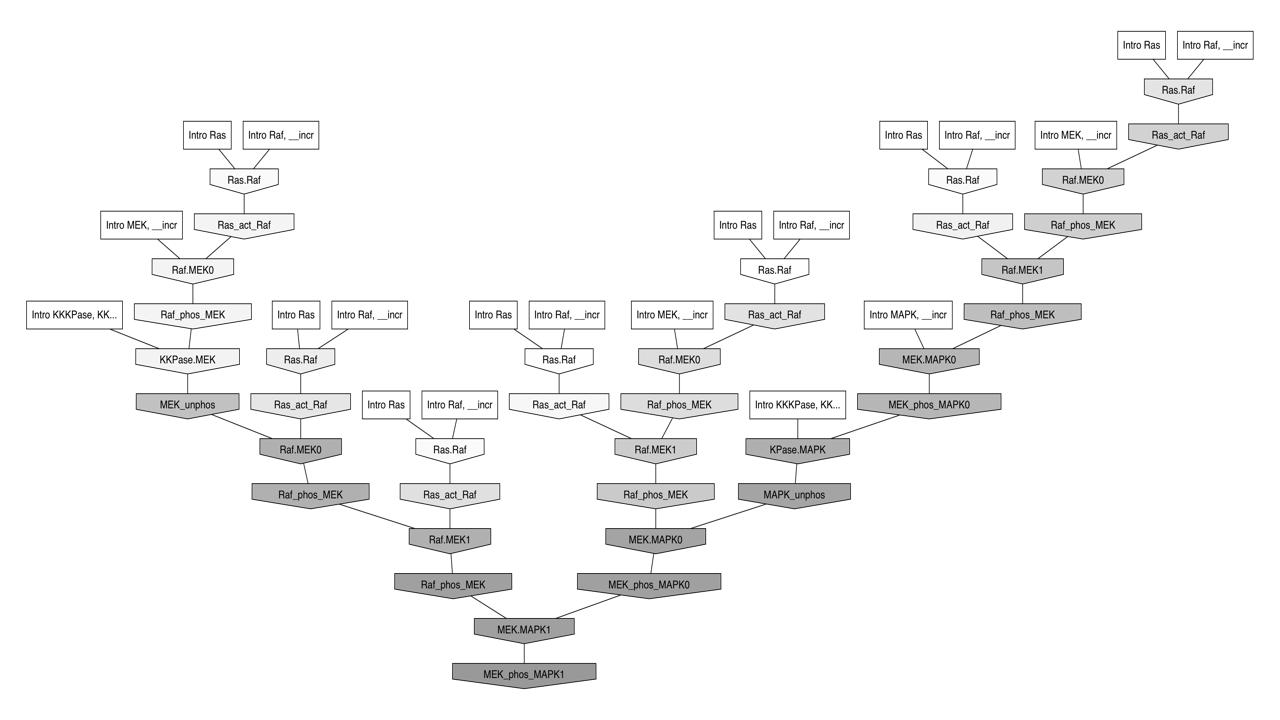 Intro Ras
Intro Raf, __incr
Ras.Raf
Intro Ras
Intro Raf, __incr
Intro Ras
Intro Raf, __incr
Intro MEK, __incr
Ras_act_Raf
Ras.Raf
Ras.Raf
Raf.MEK0
Intro MEK, __incr
Ras_act_Raf
Intro Ras
Intro Raf, __incr
Ras_act_Raf
Raf_phos_MEK
Raf.MEK0
Ras.Raf
Raf.MEK1
Intro KKKPase, KK...
Raf_phos_MEK
Intro Ras
Intro Raf, __incr
Intro Ras
Intro Raf, __incr
Intro MEK, __incr
Ras_act_Raf
Intro MAPK, __incr
Raf_phos_MEK
KKPase.MEK
Ras.Raf
Ras.Raf
Raf.MEK0
MEK.MAPK0
MEK_unphos
Ras_act_Raf
Intro Ras
Intro Raf, __incr
Ras_act_Raf
Raf_phos_MEK
Intro KKKPase, KK...
MEK_phos_MAPK0
Raf.MEK0
Ras.Raf
Raf.MEK1
KPase.MAPK
Raf_phos_MEK
Ras_act_Raf
Raf_phos_MEK
MAPK_unphos
Raf.MEK1
MEK.MAPK0
Raf_phos_MEK
MEK_phos_MAPK0
MEK.MAPK1
MEK_phos_MAPK1